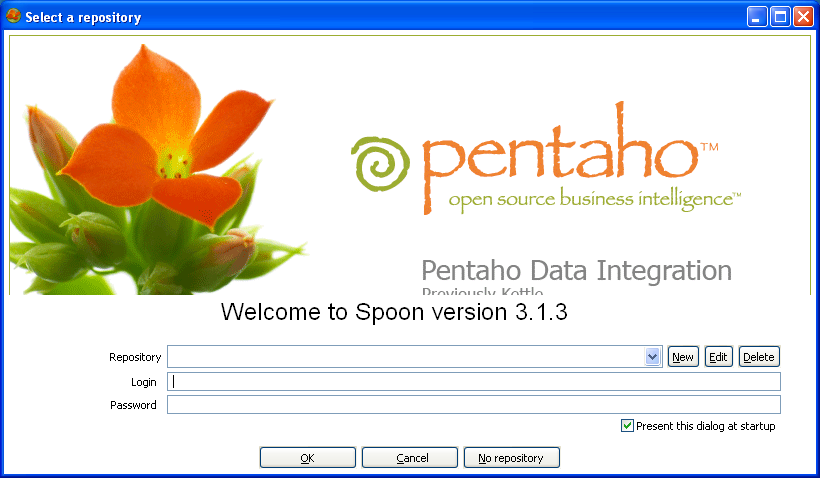 Select a repository
pentaho™
open source business intelligence™
Pentaho Data Integration
Previously Kettle
Welcome to Spoon version 3.1.3
Repository New Edit Delete
Login
Password
Present this dialog at startup
OK Cancel No repository